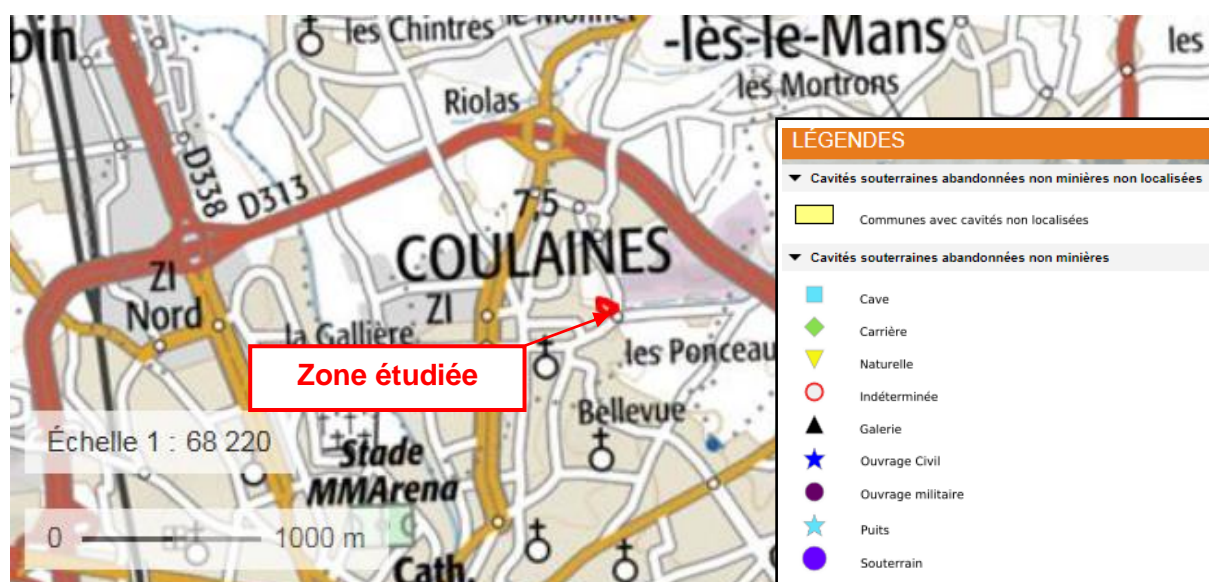 bin
les Chintres
-lès-le-Mans
les
les Mortrons
Riolas
D338
D313
7,5
COULAINES
ZI
Nord
ZI
la Gallière
les Ponceau
Zone étudiée
Bellevue
Échelle 1 : 68 220
Stade
MMArena
0
1000 m
Cath.
LÉGENDES
Cavités souterraines abandonnées non minières non localisées
Communes avec cavités non localisées
Cavités souterraines abandonnées non minières
Cave
Carrière
Naturelle
Indéterminée
Galerie
Ouvrage Civil
Ouvrage militaire
Puits
Souterrain